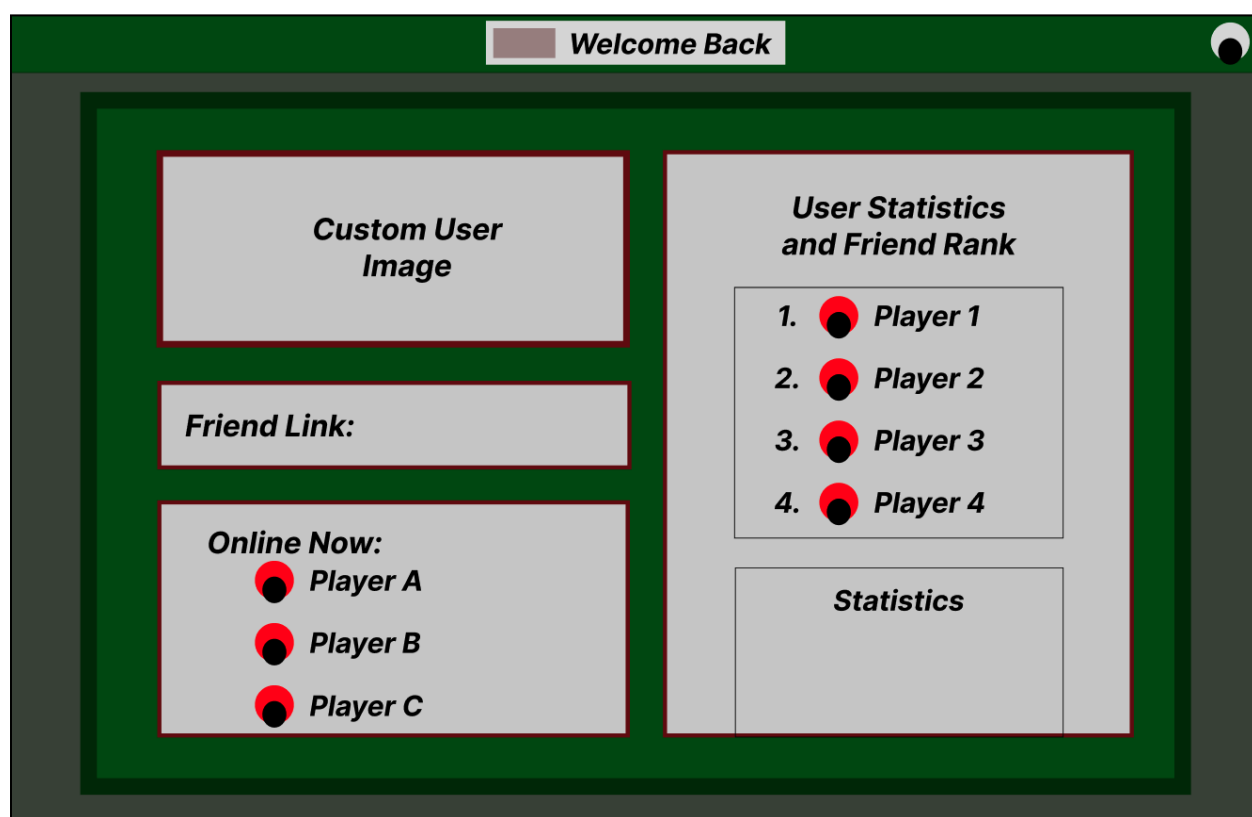 Welcome Back
Custom User
Image
Friend Link:
Online Now:
Player A
Player B
Player C
User Statistics
and Friend Rank
1. Player 1
2. Player 2
3. Player 3
4. Player 4
Statistics